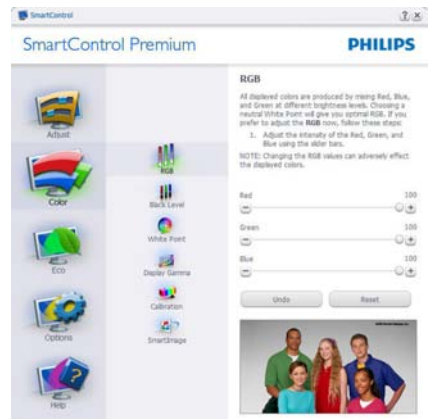 SmartControl
SmartControl Premium
PHILIPS
Adjust
Color
Eco
Options
Help
RGB
Black Level
White Point
Display Gamma
Calibration
SmartImage
RGB
All displayed colors are produced by mixing Red, Blue,
and Green at different brightness levels. Choosing a
neutral White Point will give you optimal RGB. If you
prefer to adjust the RGB now, follow these steps:
1. Adjust the intensity of the Red, Green, and
Blue using the slider bars.
NOTE: Changing the RGB values can adversely effect
the displayed colors.
Red 100
Green 100
Blue 100
Undo Reset